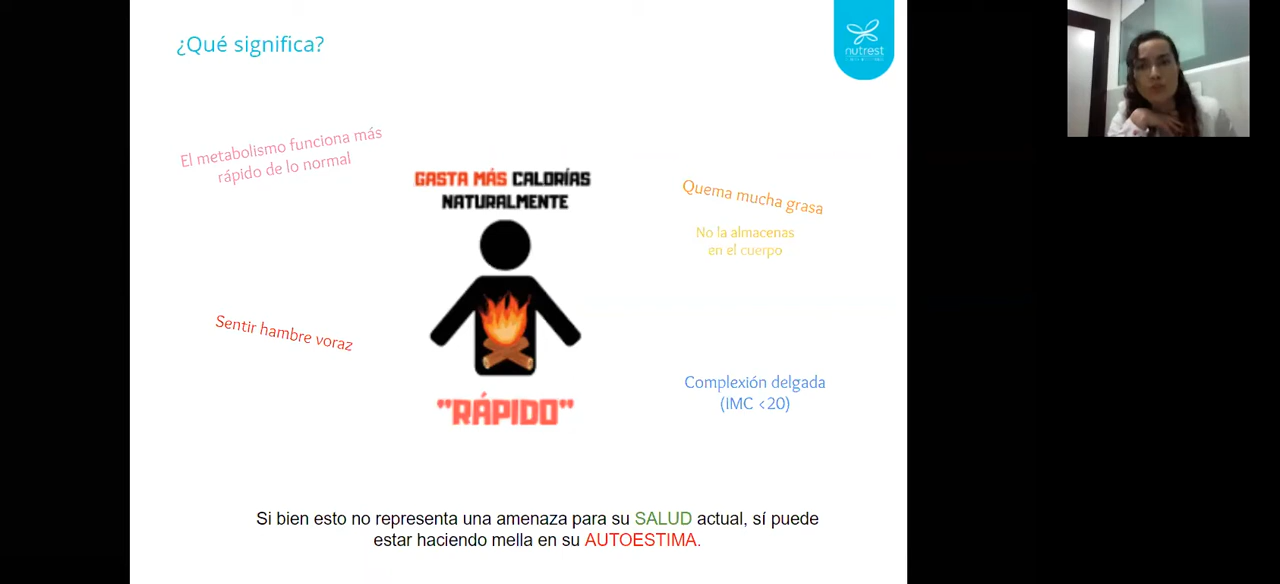 ¿Qué significa?
nutrest
El metabolismo funciona más
rápido de lo normal
GASTA MÁS CALORÍAS
NATURALMENTE
Quema mucha grasa
No la almacenas
en el cuerpo
Sentir hambre voraz
Complexión delgada
(IMC <20)
"RÁPIDO"
Si bien esto no representa una amenaza para su SALUD actual, sí puede
estar haciendo mella en su AUTOESTIMA.